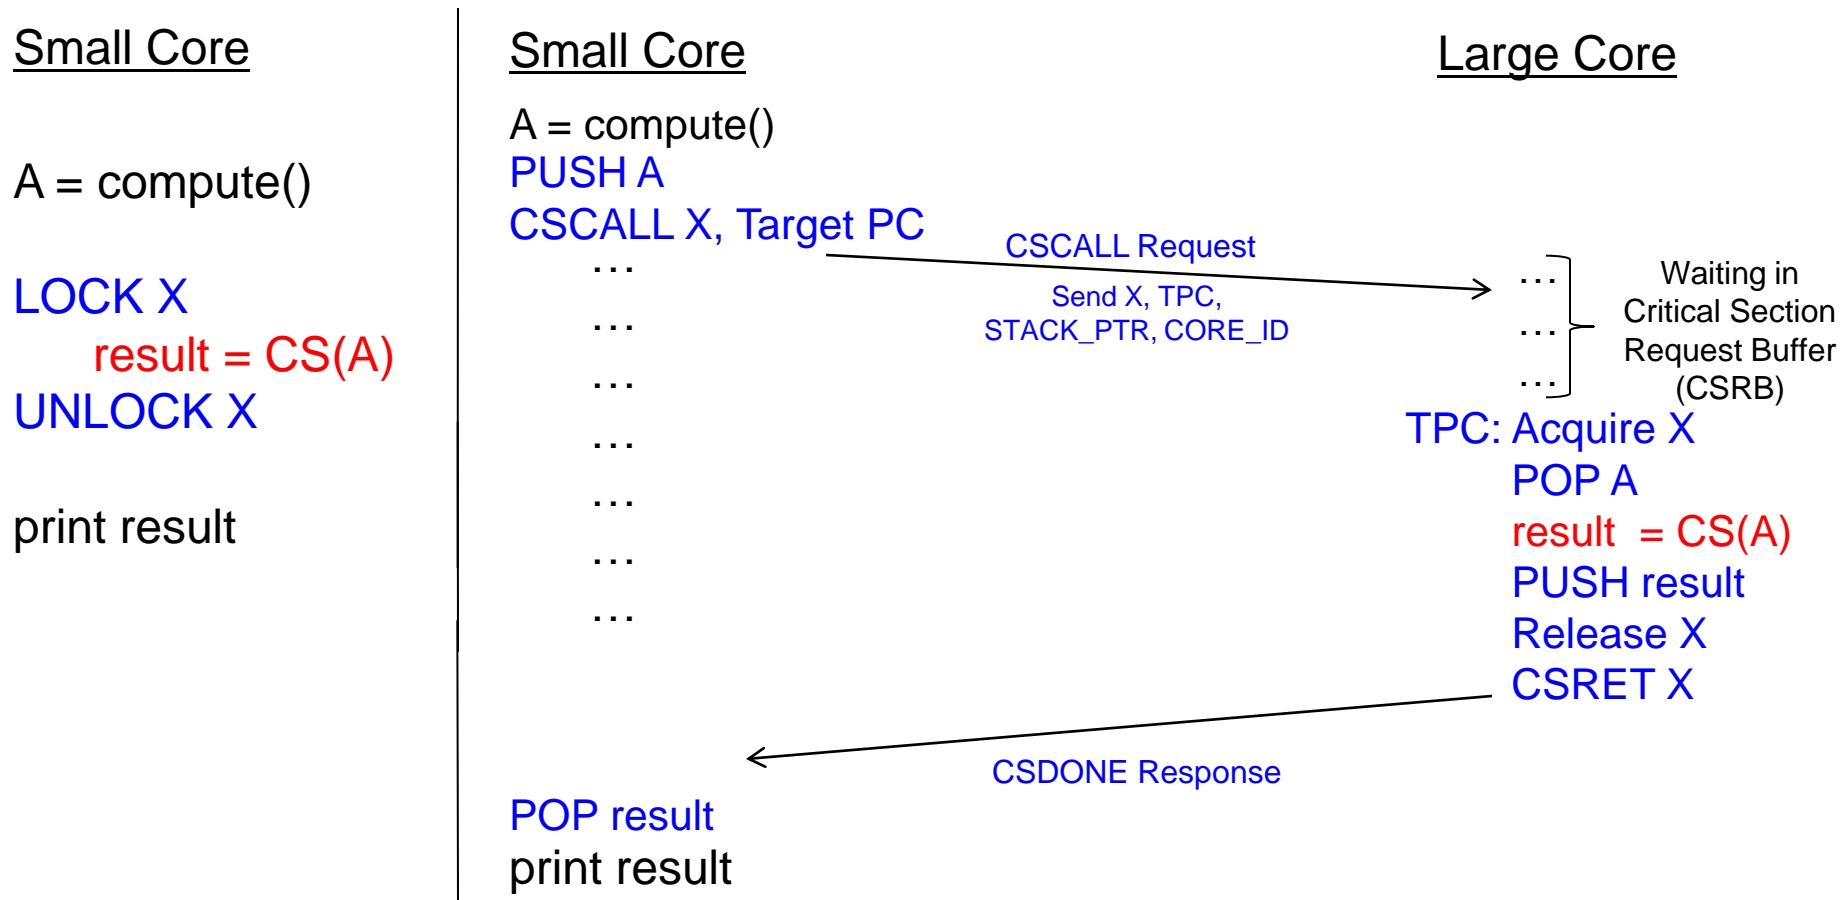 Small Core
A = compute()
LOCK X
result = CS(A)
UNLOCK X
print result
Small Core
A = compute()
PUSH A
CSCALL X, Target PC
…
…
…
…
…
…
…
POP result
print result
CSCALL Request
Send X, TPC,
STACK_PTR, CORE_ID
CSDONE Response
Large Core
…
…
…
Waiting in
Critical Section
Request Buffer
(CSRB)
TPC: Acquire X
POP A
result = CS(A)
PUSH result
Release X
CSRET X